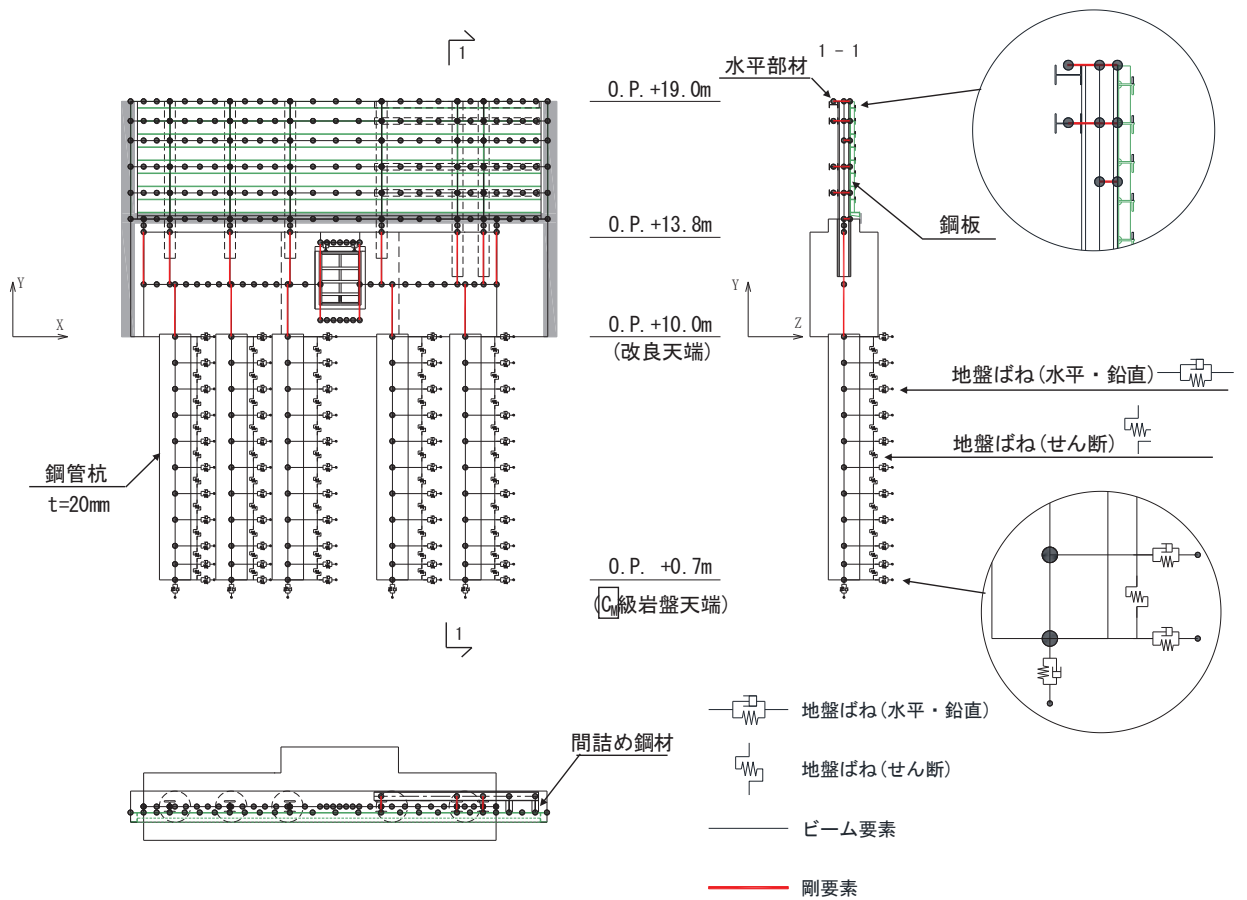 1
1 - 1
水平部材
O.P.+19.0m
鋼板
O.P.+13.8m
Y
X
Y
Z
O.P.+10.0m
(改良天端)
地盤ばね(水平・鉛直)
地盤ばね(せん断)
鋼管杭
t=20mm
O.P. +0.7m
(CM級岩盤天端)
1
地盤ばね(水平・鉛直)
間詰め鋼材
地盤ばね(せん断)
ビーム要素
剛要素